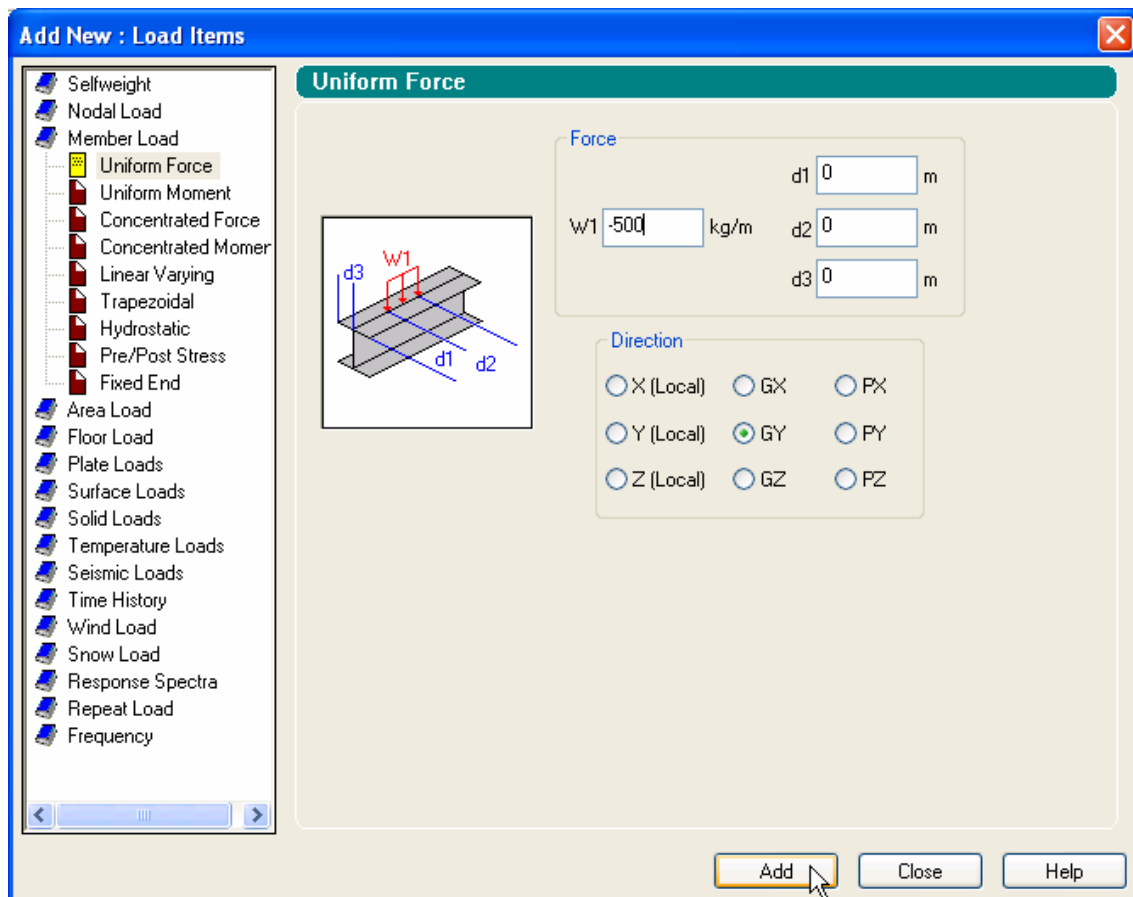 Add New : Load Items
Selfweight
Nodal Load
Member Load
Uniform Force
Uniform Moment
Concentrated Force
Concentrated Momer
Linear Varying
Trapezoidal
Hydrostatic
Pre/Post Stress
Fixed End
Area Load
Floor Load
Plate Loads
Surface Loads
Solid Loads
Temperature Loads
Seismic Loads
Time History
Wind Load
Snow Load
Response Spectra
Repeat Load
Frequency
Uniform Force
d3 W1
d1 d2
Force
d1 0 m
W1 -500 kg/m d2 0 m
d3 0 m
Direction
X (Local) GX PX
Y (Local) GY PY
Z (Local) GZ PZ
Add Close Help